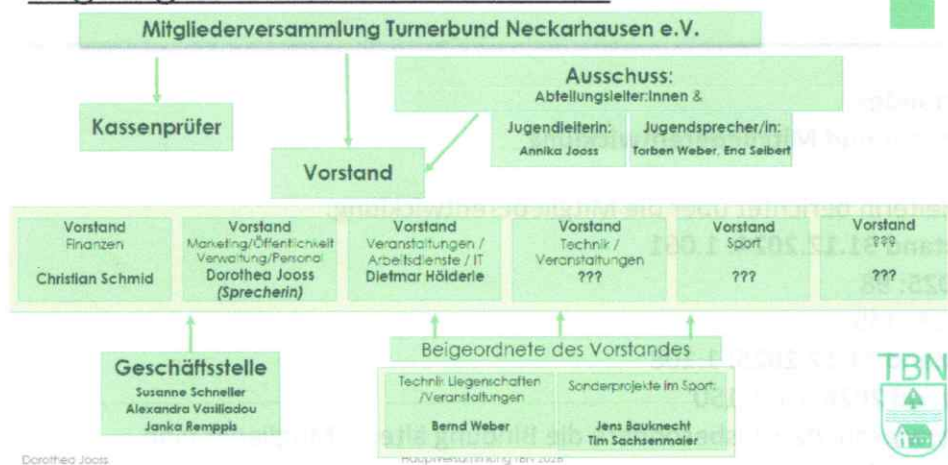 Mitgliederversammlung Turnerbund Neckarhausen e.V.
Kassenprüfer
Vorstand
Ausschuss:
Abteilungsleiter:Innen &
Jugendleiterin:
Annika Jooss
Jugendsprecher/in:
Torben Weber, Ena Seibert
Vorstand
Finanzen
Christian Schmid
Vorstand
Marketing/Öffentlichkeit
Verwaltung/Personal
Dorothea Jooss
(Sprecherin)
Vorstand
Veranstaltungen /
Arbeitsdienste / IT
Dietmar Hölderle
Vorstand
Technik /
Veranstaltungen
???
Vorstand
Sport
???
Vorstand
???
???
Geschäftsstelle
Susanne Schneller
Alexandra Vasiliadou
Janka Remppis
Beigeordnete des Vorstandes
Technik Liegenschaften
/Veranstaltungen
Bernd Weber
Sonderprojekte im Sport:
Jens Bauknecht
Tim Sachsenmaier
TBN
Dorothea Jooss
Hauptversammlung TBN 2026